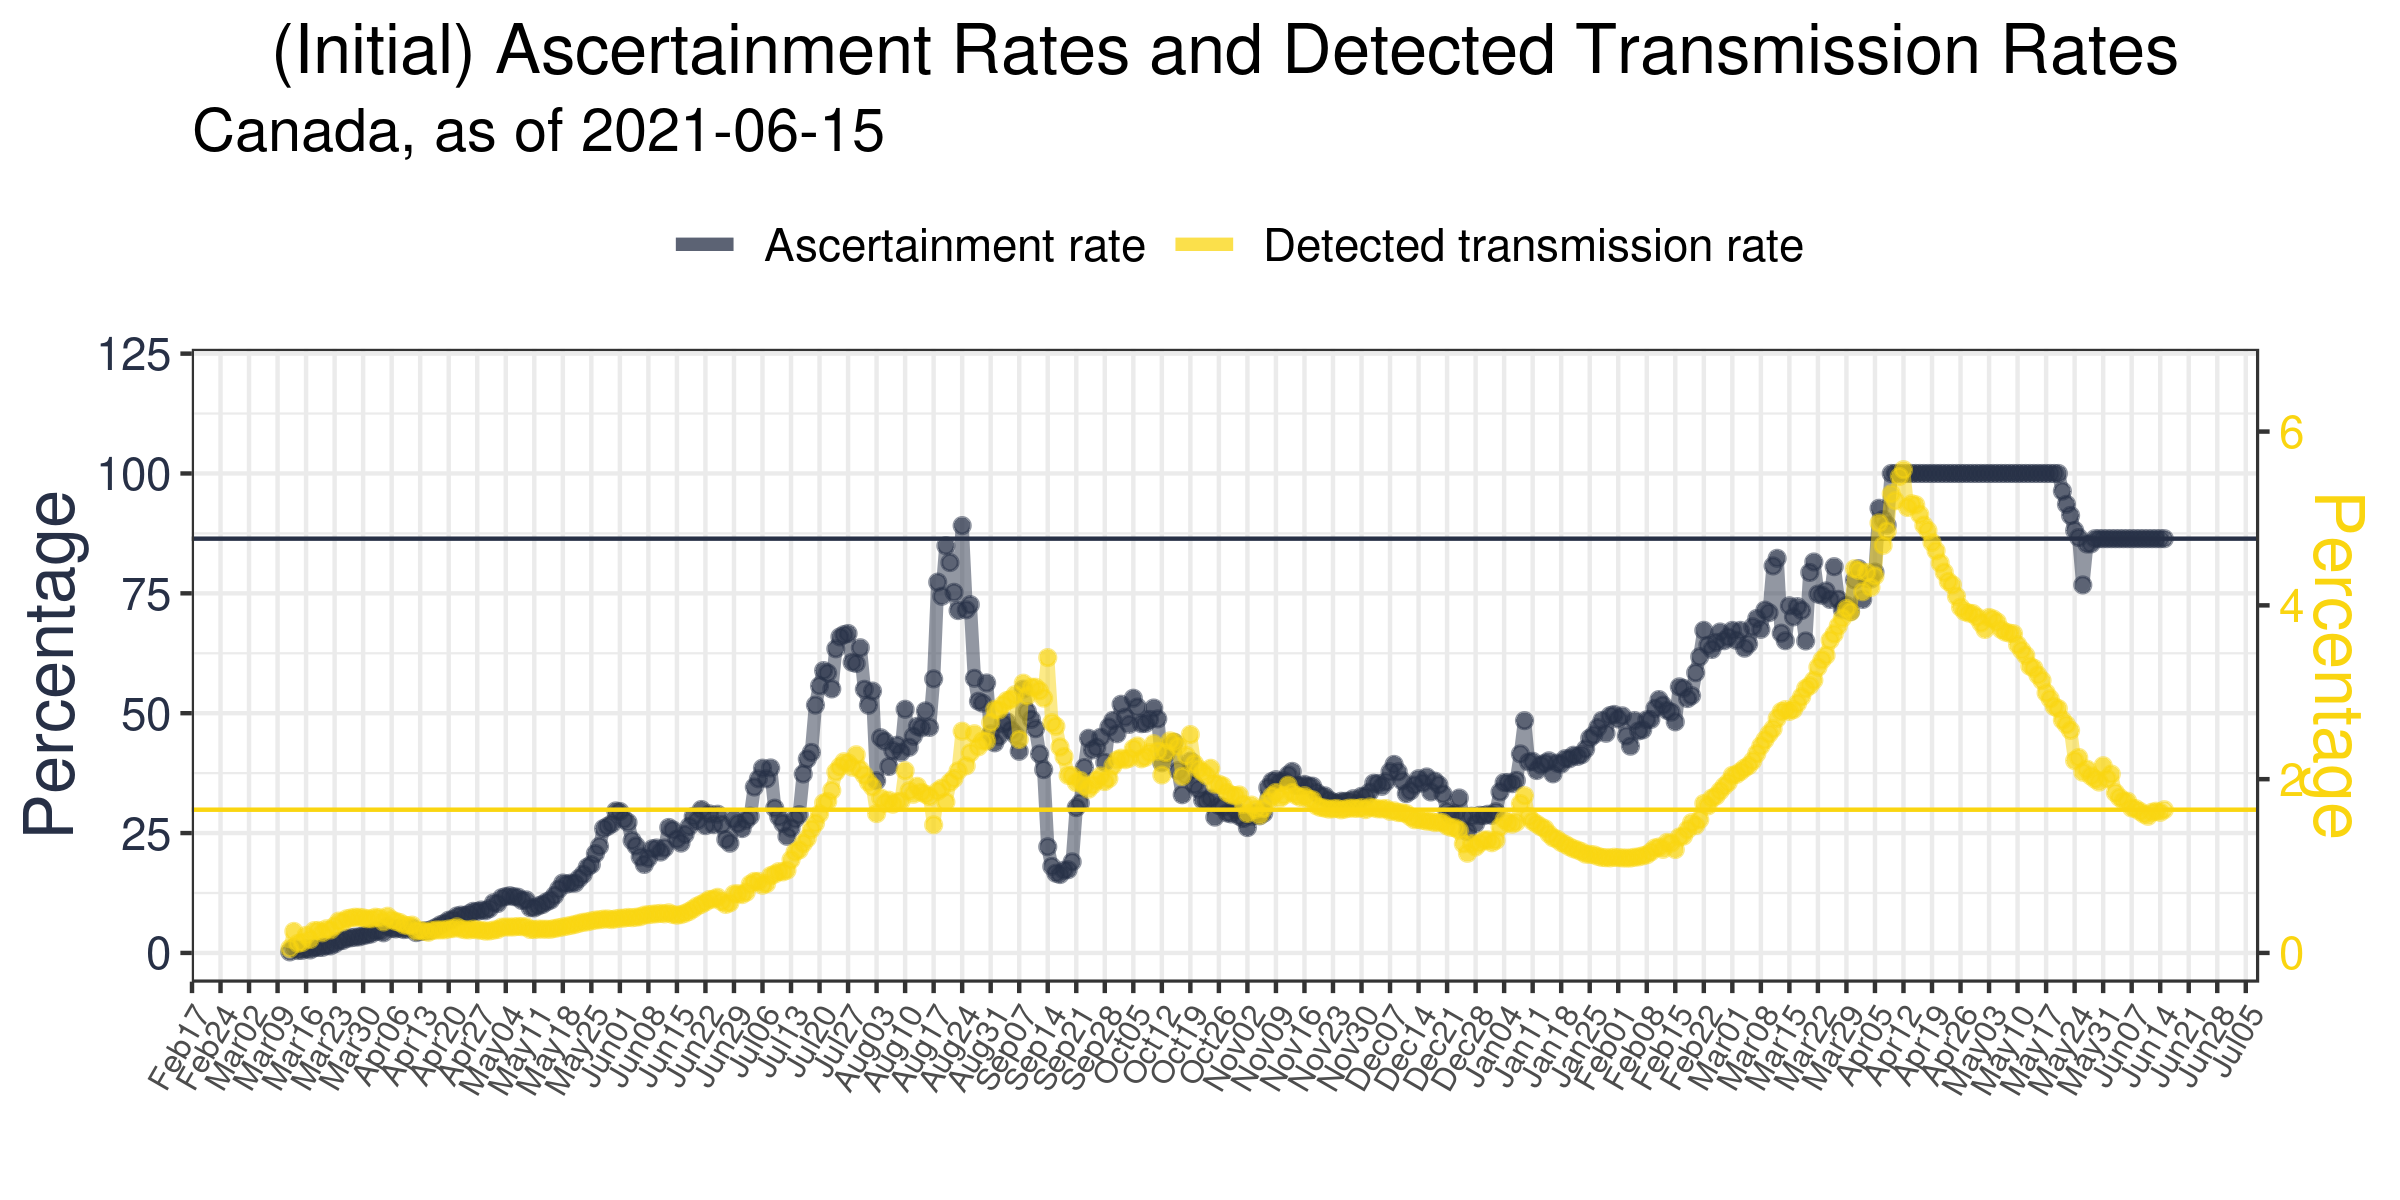 (Initial) Ascertainment Rates and Detected Transmission Rates
Canada, as of 2021-06-15
Ascertainment rate
Detected transmission rate
Percentage
125
100
75
50
25
0
6
4
2
0
Percentage
Feb17
Feb24
Mar02
Mar09
Mar16
Mar23
Mar30
Apr06
Apr13
Apr20
Apr27
May04
May11
May18
May25
Jun01
Jun08
Jun15
Jun22
Jun29
Jul06
Jul13
Jul20
Jul27
Aug03
Aug10
Aug17
Aug24
Aug31
Sep07
Sep14
Sep21
Sep28
Oct05
Oct12
Oct19
Oct26
Nov02
Nov09
Nov16
Nov23
Nov30
Dec07
Dec14
Dec21
Dec28
Jan04
Jan11
Jan18
Jan25
Feb01
Feb08
Feb15
Feb22
Mar01
Mar08
Mar15
Mar22
Mar29
Apr05
Apr12
Apr19
Apr26
May03
May10
May17
May24
May31
Jun07
Jun14
Jun21
Jun28
Jul05